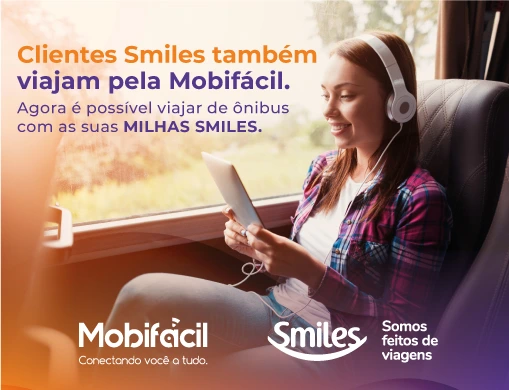 Clientes Smiles também
viajam pela Mobifácil.
Agora é possível viajar de ônibus
com as suas MILHAS SMILES.
Mobifácil
Conectando você a tudo.
Smiles
Somos
feitos de
viagens